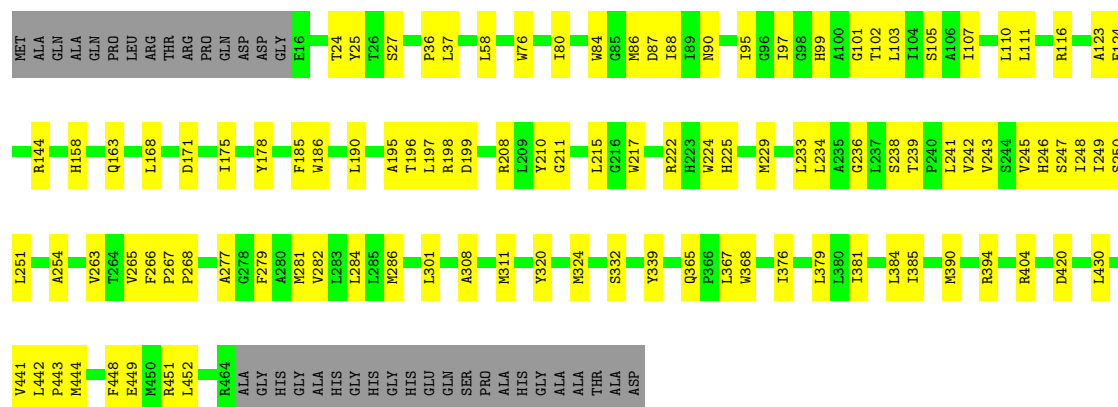 MET ALA GLN ALA GLN PRO LEU ARG THR ARG PRO GLN ASP ASP GLY E16 T24 Y25 T26 S27 P36 L37 L58 W76 I80 W84 G85 M86 D87 I88 I89 N90 I95 G96 I97 G98 H99 A100 G101 T102 L103 I104 S105 A106 I107 L110 L111 R116 A123
R144 H158 Q163 L168 D171 I175 Y178 F185 W186 L190 A195 T196 L197 R198 D199 R208 L209 Y210 G211 L215 G216 W217 R222 H223 W224 H225 M229 L233 L234 A235 G236 L237 S238 T239 P240 L241 V242 V243 S244 V245 H246 S247 I248 I249 S250
L251 A254 V263 T264 V265 F266 P267 P268 A277 G278 F279 A280 M281 V282 L283 L284 L285 M286 L301 A308 M311 Y320 M324 S332 Y339 Q365 P366 L367 W368 I376 L379 L380 I381 L384 I385 M390 R394 R404 D420 L430
V441 L442 P443 M444 F448 E449 M450 R451 L452 R464 ALA GLY HIS GLY ALA HIS GLY HIS GLY HIS GLU GLN SER PRO ALA HIS GLY ALA ALA THR ALA ASP